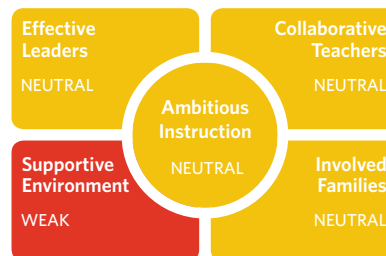 Effective
Leaders
NEUTRAL
Collaborative
Teachers
NEUTRAL
Ambitious
Instruction
NEUTRAL
Supportive
Environment
WEAK
Involved
Families
NEUTRAL